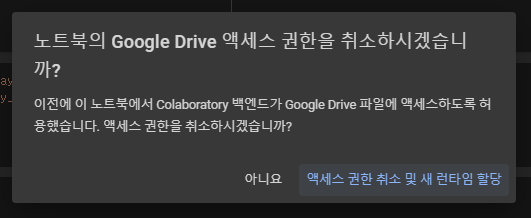 노트북의 Google Drive 액세스 권한을 취소하시겠습니
까?
이전에 이 노트북에서 Colaboratory 백엔드가 Google Drive 파일에 액세스하도록 허
용했습니다. 액세스 권한을 취소하시겠습니까?
아니요 액세스 권한 취소 및 새 런타임 할당